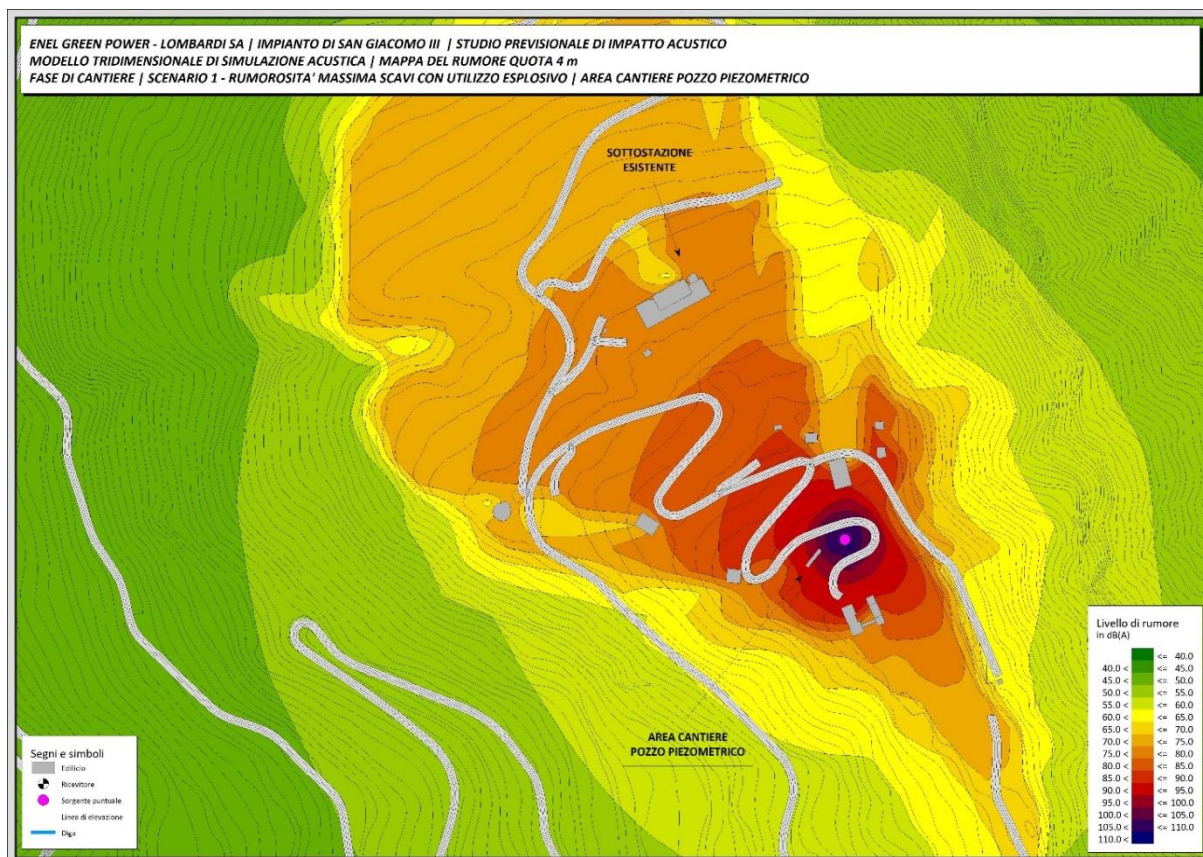 ENEL GREEN POWER - LOMBARDI SA | IMPIANTO DI SAN GIACOMO III | STUDIO PREVISIONALE DI IMPATTO ACUSTICO
MODELLO TRIDIMENSIONALE DI SIMULAZIONE ACUSTICA | MAPPA DEL RUMORE QUOTA 4 m
FASE DI CANTIERE | SCENARIO 1 - RUMOROSITA' MASSIMA SCAVI CON UTILIZZO ESPLOSIVO | AREA CANTIERE POZZO PIEZOMETRICO
SOTTOSTAZIONE
ESISTENTE
AREA CANTIERE
POZZO PIEZOMETRICO
Segni e simboli
Edificio
Ricevitore
Sorgente puntuale
Linea di elevazione
Diga
Livello di rumore
in dB(A)
<= 40.0
40.0 < <= 45.0
45.0 < <= 50.0
50.0 < <= 55.0
55.0 < <= 60.0
60.0 < <= 65.0
65.0 < <= 70.0
70.0 < <= 75.0
75.0 < <= 80.0
80.0 < <= 85.0
85.0 < <= 90.0
90.0 < <= 95.0
95.0 < <= 100.0
100.0 < <= 105.0
105.0 < <= 110.0
110.0 <